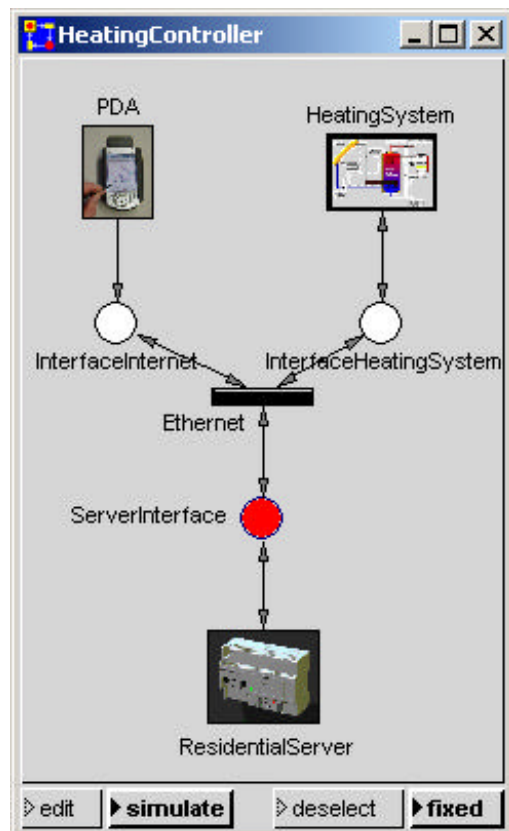 HeatingController
PDA
HeatingSystem
InterfaceInternet
InterfaceHeatingSystem
Ethernet
ServerInterface
ResidentialServer
edit
simulate
deselect
fixed